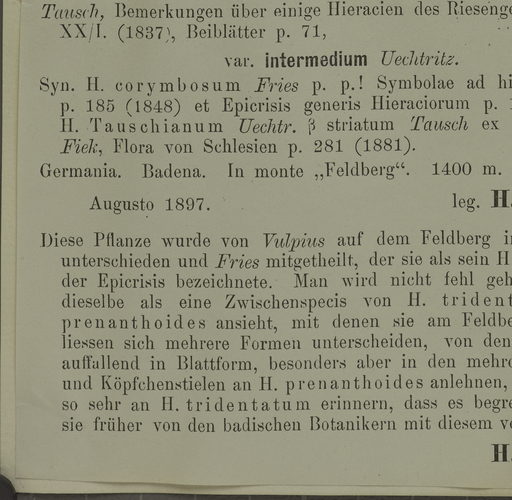 Tausch, Bemerkungen über einige Hieracien des Riesenge
XX/I. (1837), Beiblätter p. 71,
var. intermedium Uechtritz.
Syn. H. corymbosum Fries p. p.! Symbolae ad hi
p. 185 (1848) et Epicrisis generis Hieraciorum p. 1
H. Tauschianum Uechtr. β striatum Tausch ex
Fiek, Flora von Schlesien p. 281 (1881).
Germania. Badena. In monte „Feldberg“. 1400 m.
Augusto 1897. leg. H.
Diese Pflanze wurde von Vulpius auf dem Feldberg i
unterschieden und Fries mitgetheilt, der sie als sein H
der Epicrisis bezeichnete. Man wird nicht fehl geh
dieselbe als eine Zwischenspecis von H. trident
prenanthoides ansieht, mit denen sie am Feldbe
liessen sich mehrere Formen unterscheiden, von den
auffallend in Blattform, besonders aber in den mehr
und Köpfchenstielen an H. prenanthoides anlehnen,
so sehr an H. tridentatum erinnern, dass es begre
sie früher von den badischen Botanikern mit diesem v
H.